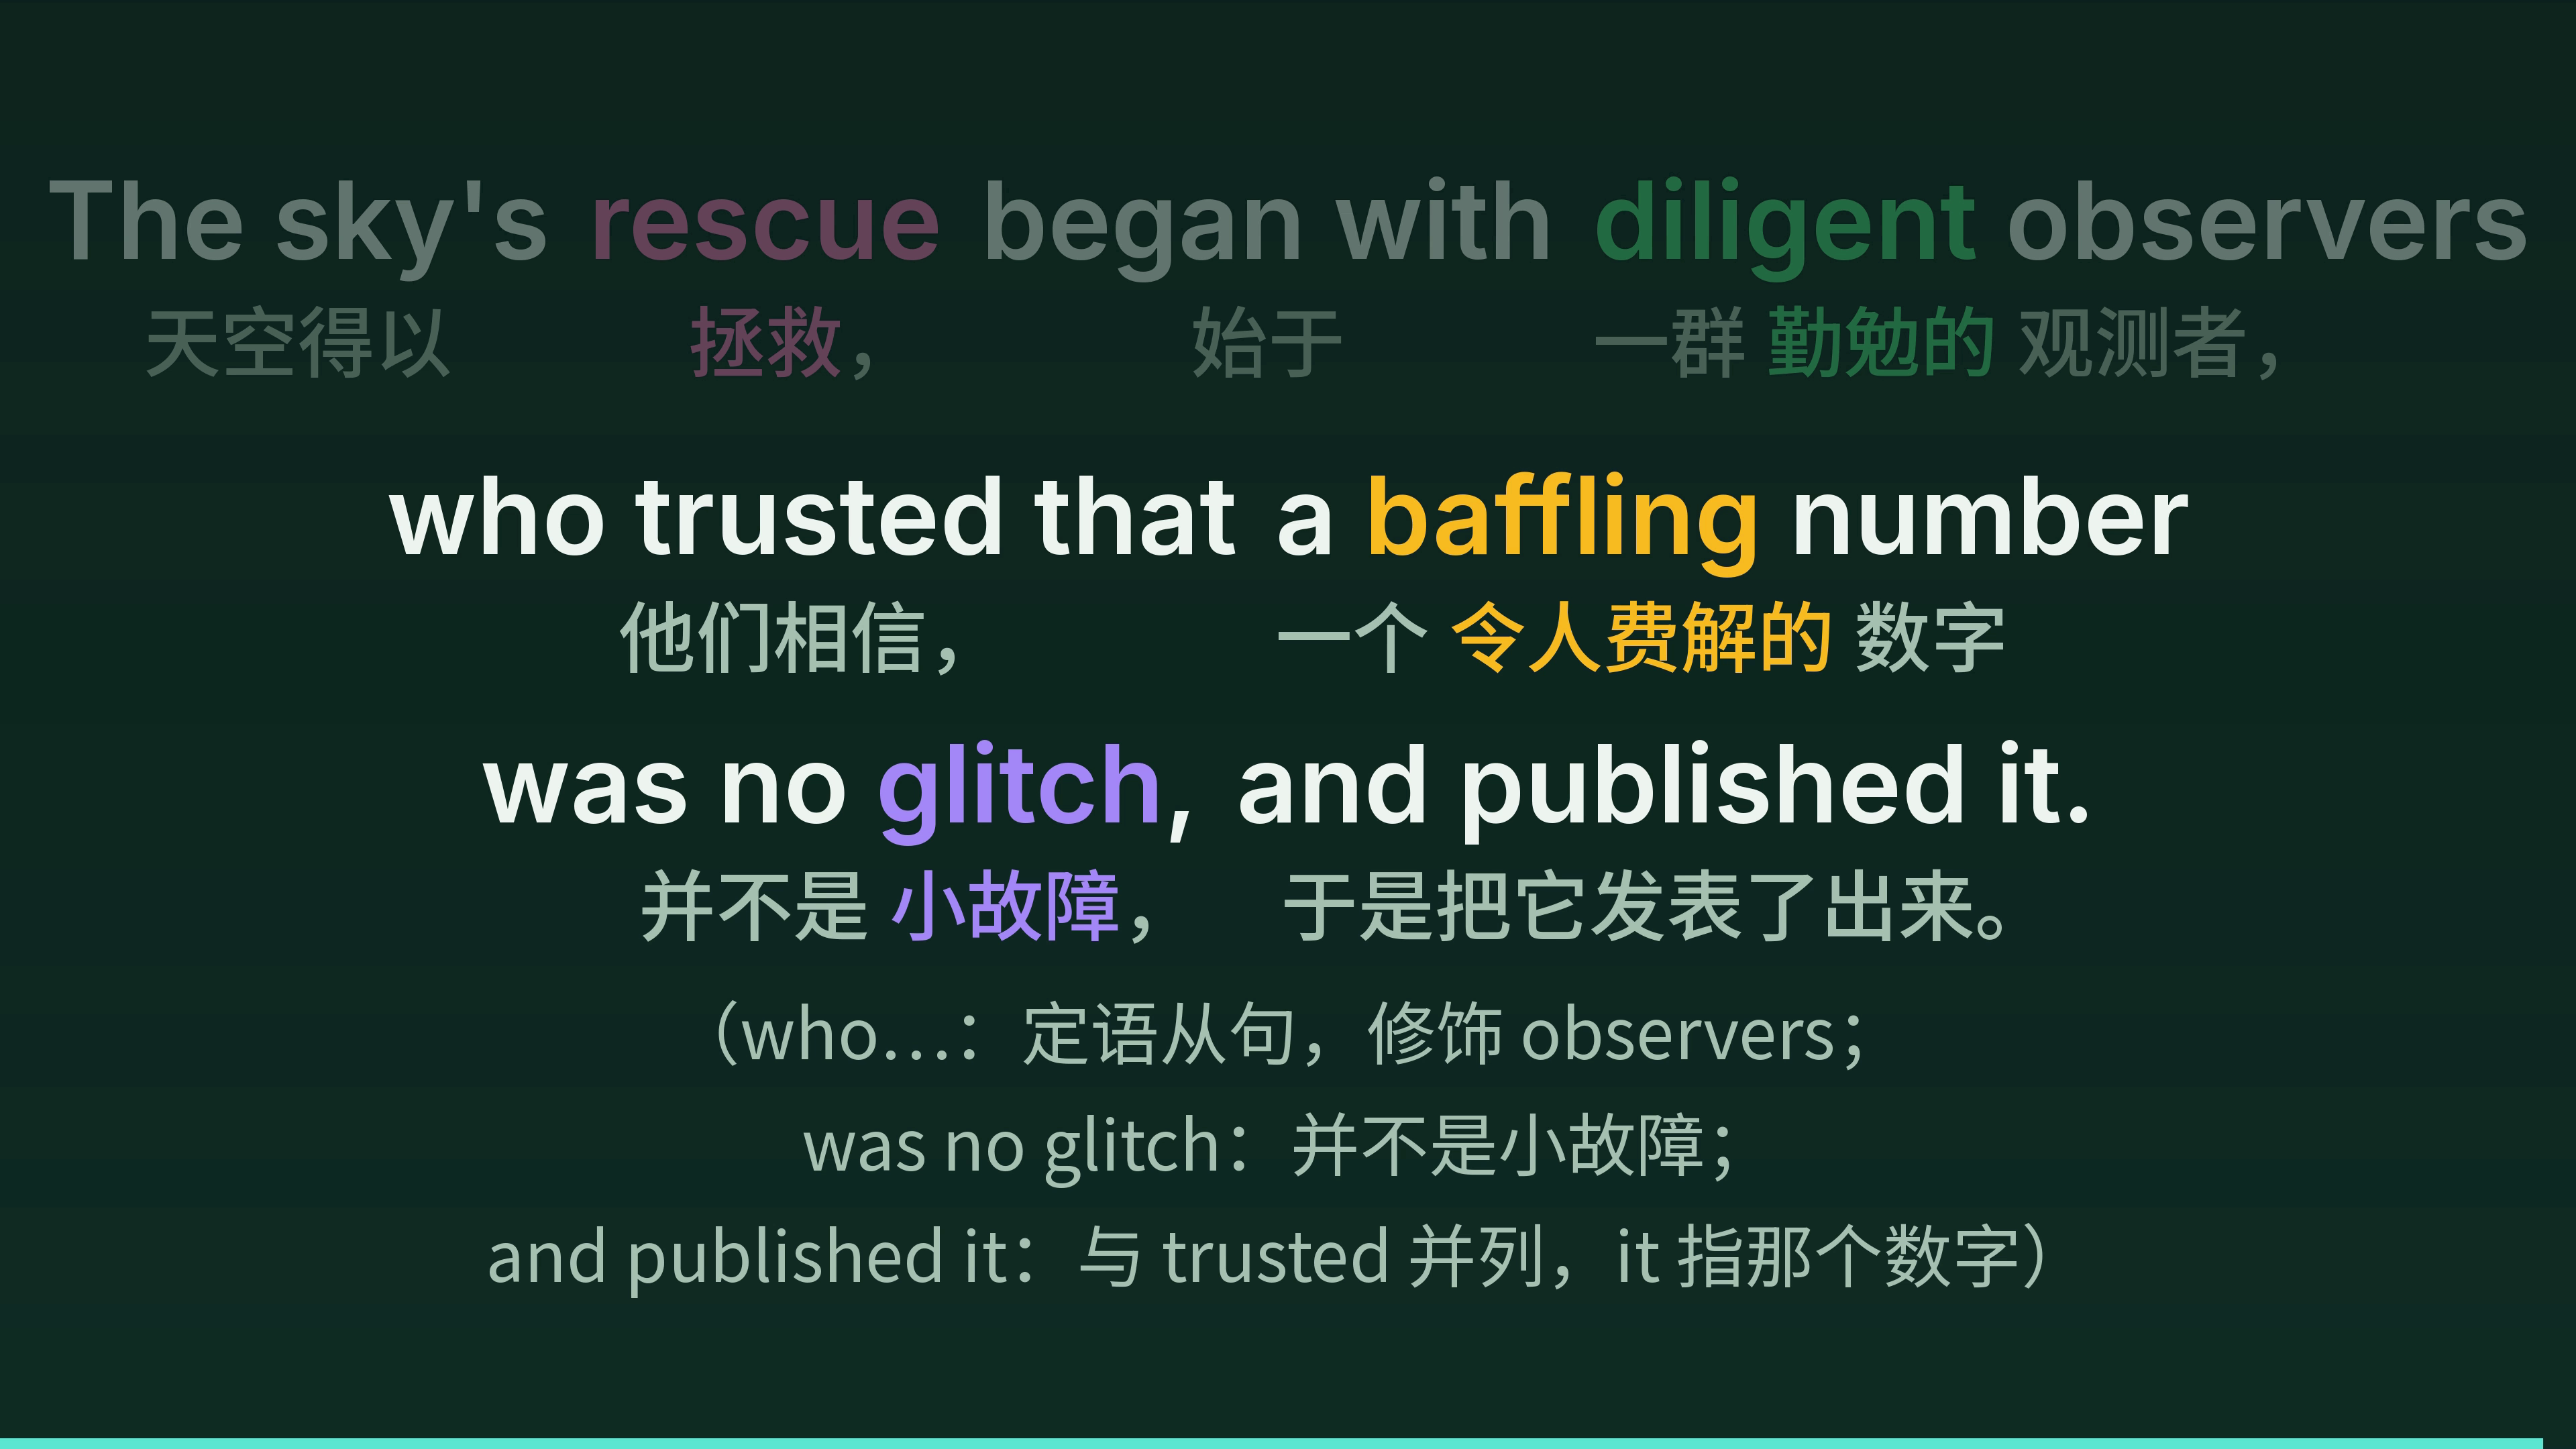 The sky's rescue began with diligent observers
天空得以 拯救， 始于 一群 勤勉的 观测者，
who trusted that a baffling number
他们相信， 一个 令人费解的 数字
was no glitch, and published it.
并不是 小故障， 于是把它发表了出来。
（who…：定语从句，修饰 observers；
was no glitch：并不是小故障；
and published it：与 trusted 并列，it 指那个数字）